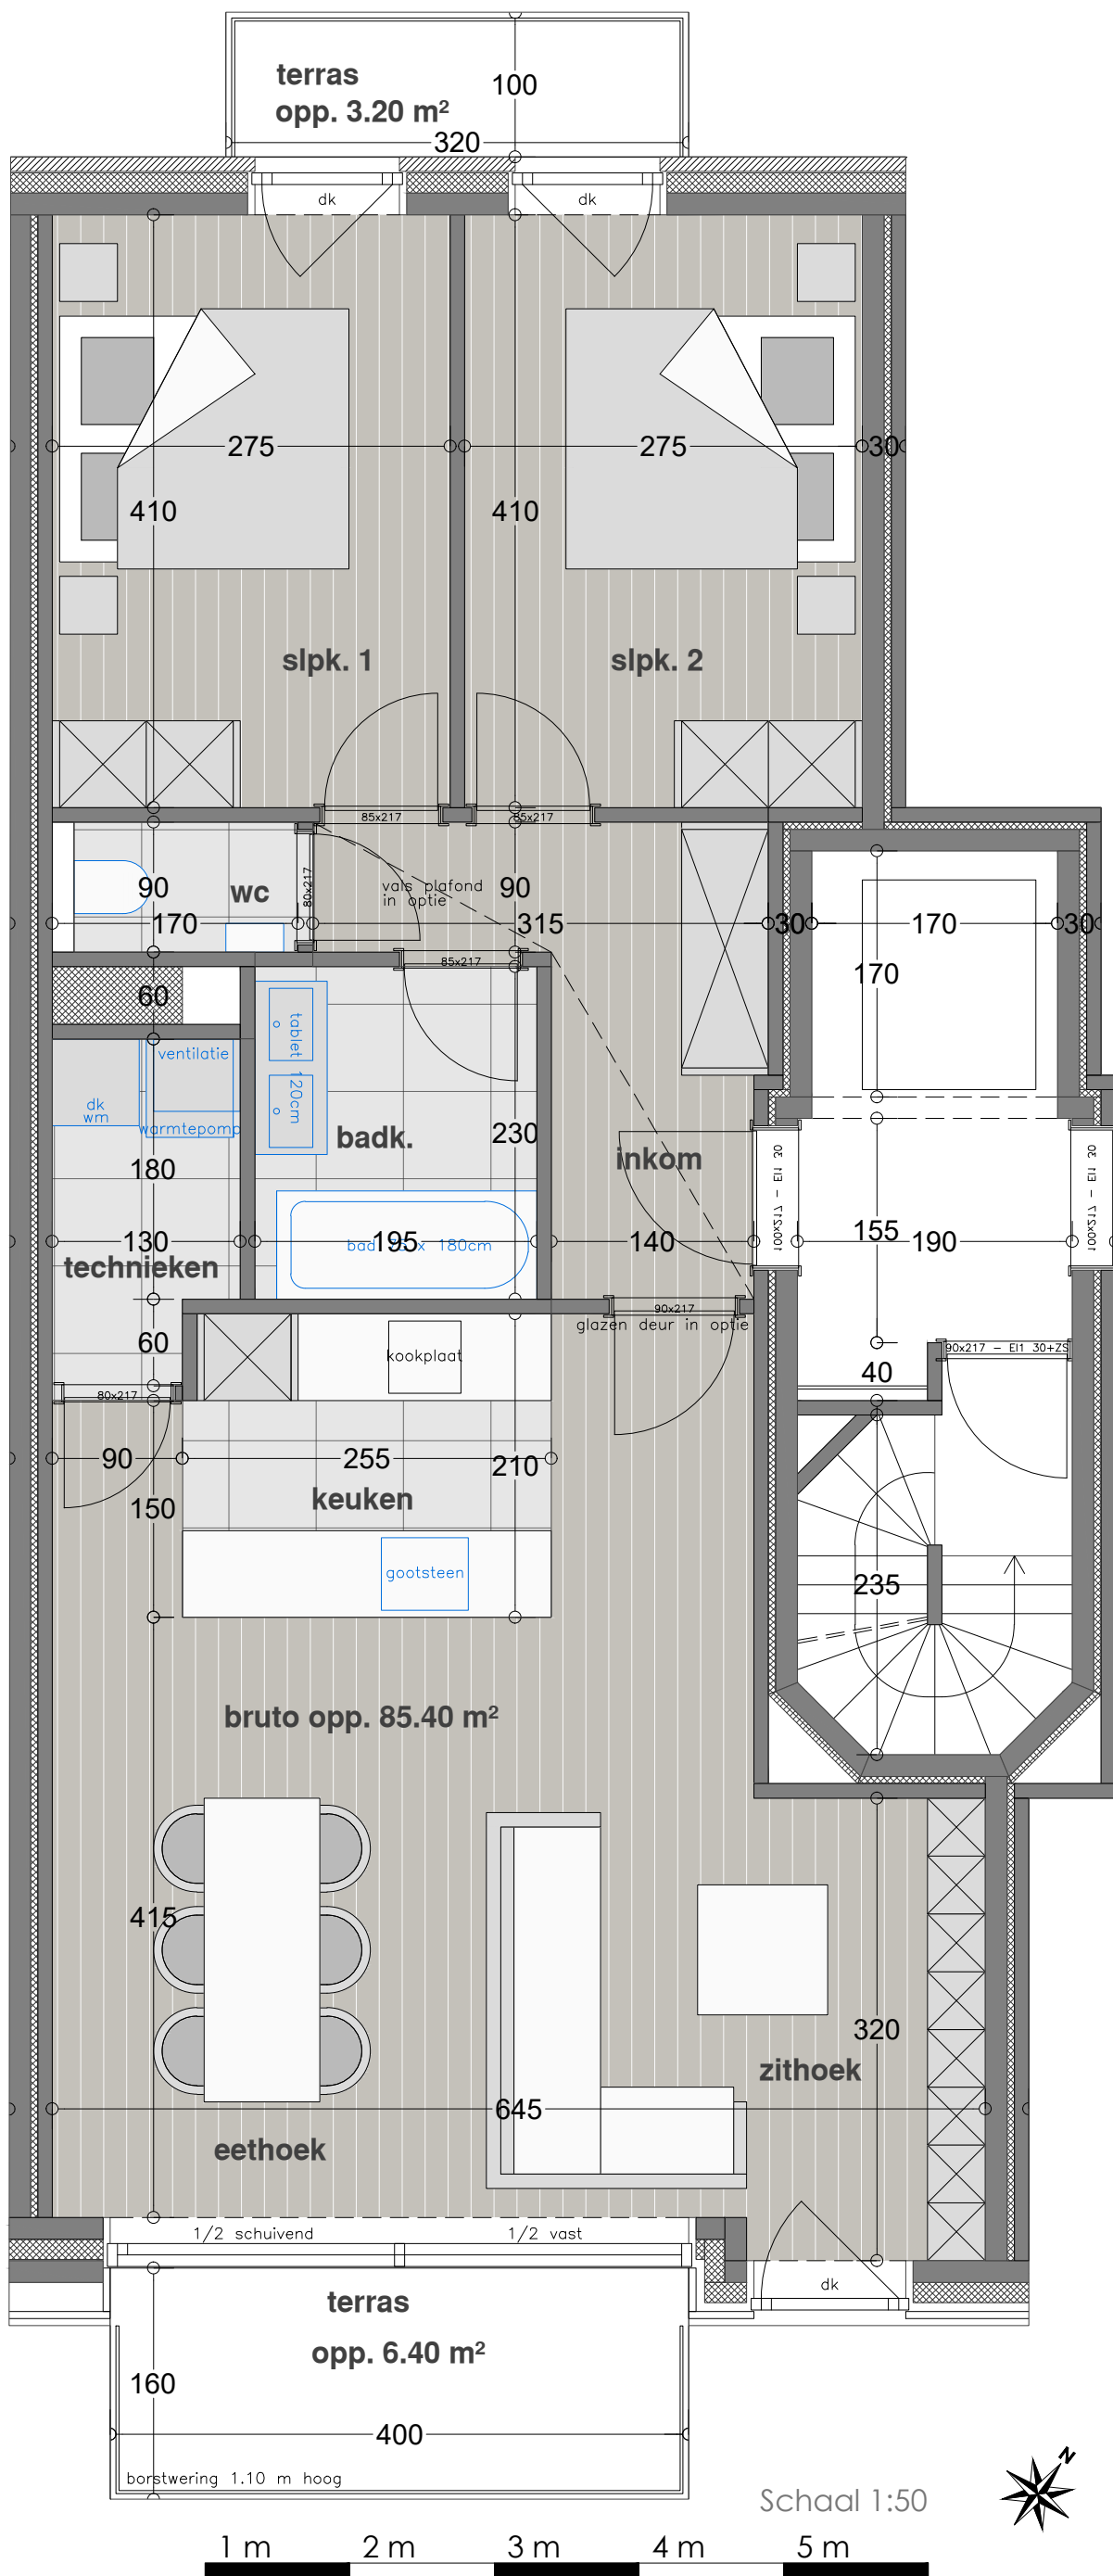 terras
opp. 3.20 m²
100
320
dk
dk
275
275
30
410
410
slpk. 1
slpk. 2
85x217
85x217
90
wc
80x217
vals plafond
in optie
90
170
315
30
170
30
170
85x217
60
ventilatie
dk
wm
warmtepomp
tablet 120cm
badk.
230
inkom
180
100x217 - EI1 30
100x217 - EI1 30
130
195
140
155
190
technieken
90x217
glazen deur in optie
60
kookplaat
90x217 - EI1 30+ZS
40
80x217
90
255
210
keuken
150
gootsteen
235
bruto opp. 85.40 m²
415
320
zithoek
645
eethoek
1/2 schuivend
1/2 vast
dk
terras
opp. 6.40 m²
160
400
borstwering 1.10 m hoog
N
Schaal 1:50
1 m
2 m
3 m
4 m
5 m